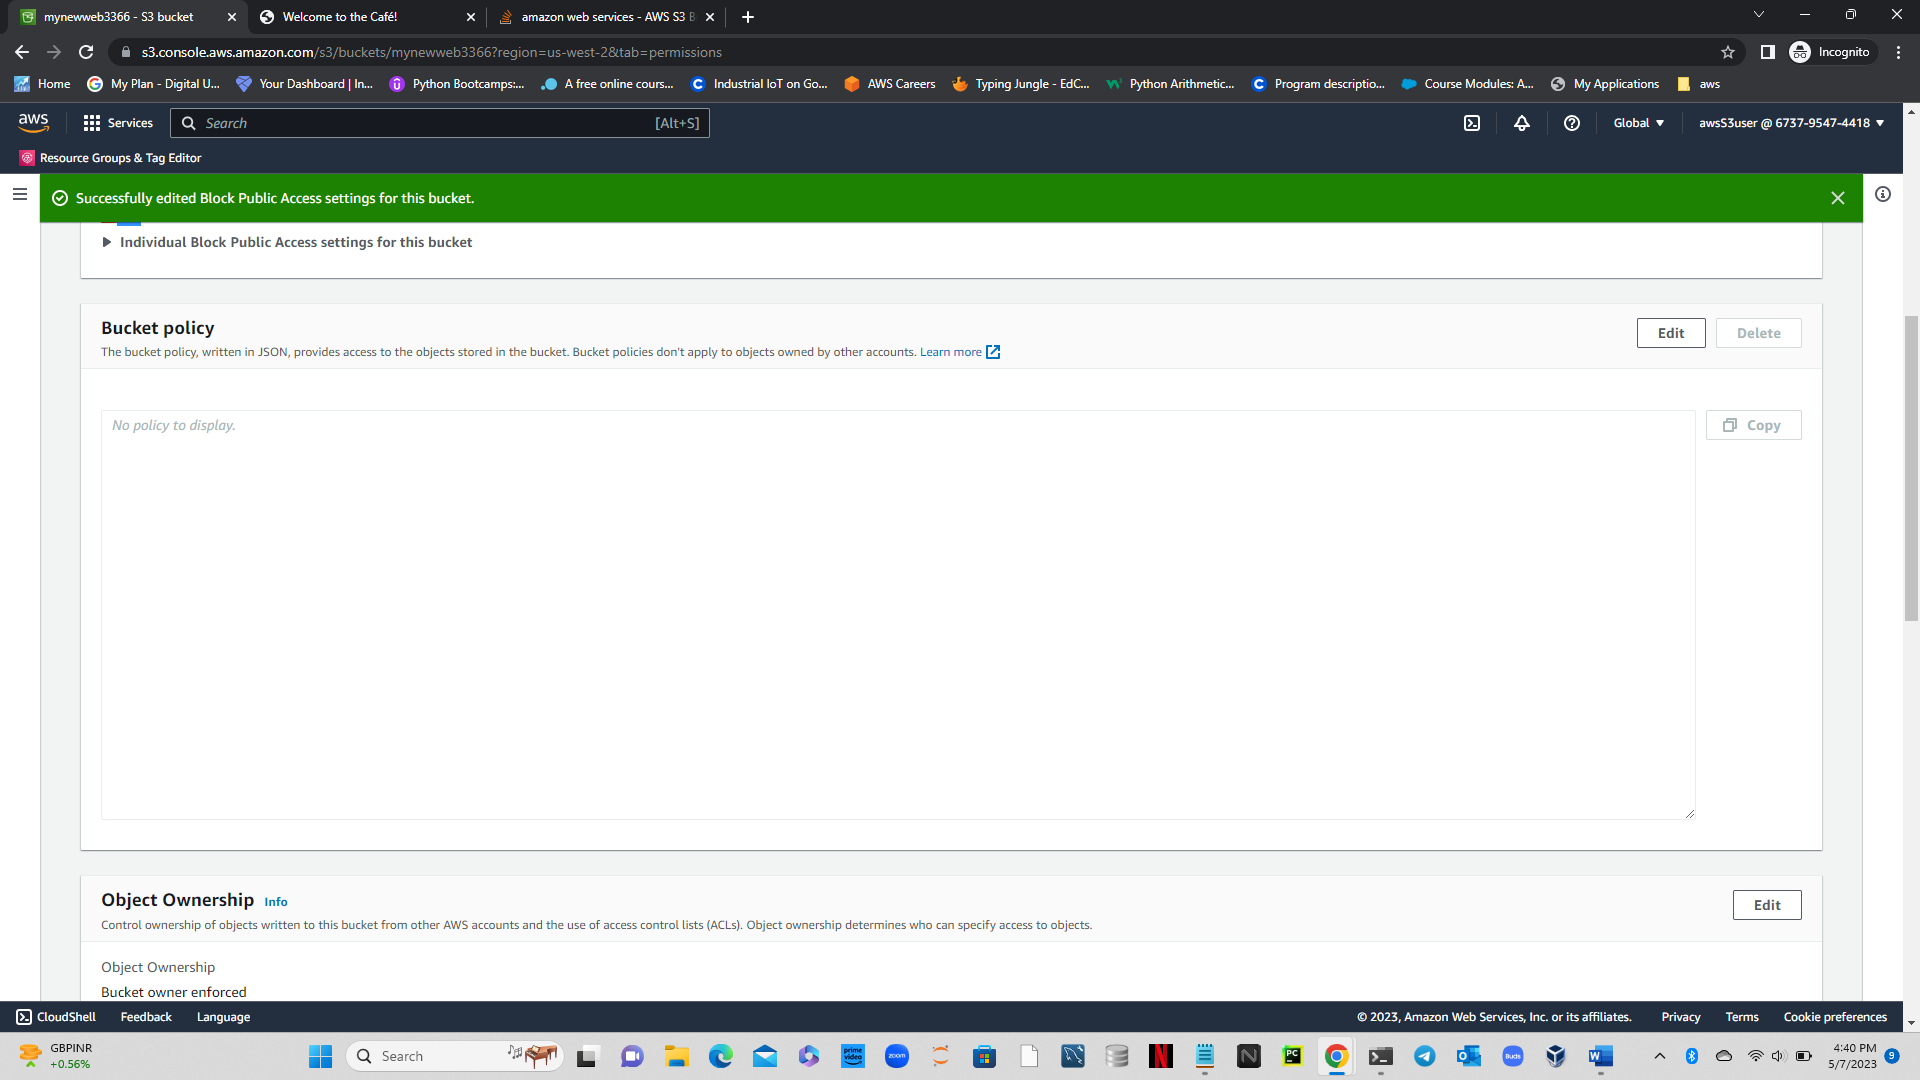 mynewweb3366 - S3 bucket
Welcome to the Café!
amazon web services - AWS S3 B
s3.console.aws.amazon.com/s3/buckets/mynewweb3366?region=us-west-2&tab=permissions
Incognito
Home
My Plan - Digital U...
Your Dashboard | In...
Python Bootcamps:...
A free online cours...
Industrial IoT on Go...
AWS Careers
Typing Jungle - EdC...
Python Arithmetic...
Program descriptio...
Course Modules: A...
My Applications
aws
aws
Services
Search
[Alt+S]
Global
awsS3user @ 6737-9547-4418
Resource Groups & Tag Editor
Successfully edited Block Public Access settings for this bucket.
Individual Block Public Access settings for this bucket
Bucket policy
Edit
Delete
The bucket policy, written in JSON, provides access to the objects stored in the bucket. Bucket policies don't apply to objects owned by other accounts. Learn more
No policy to display.
Copy
Object Ownership Info
Edit
Control ownership of objects written to this bucket from other AWS accounts and the use of access control lists (ACLs). Object ownership determines who can specify access to objects.
Object Ownership
Bucket owner enforced
CloudShell
Feedback
Language
© 2023, Amazon Web Services, Inc. or its affiliates.
Privacy
Terms
Cookie preferences
GBPINR
+0.56%
Search
prime video
zoom
PC
Buds
W
4:40 PM
5/7/2023
9